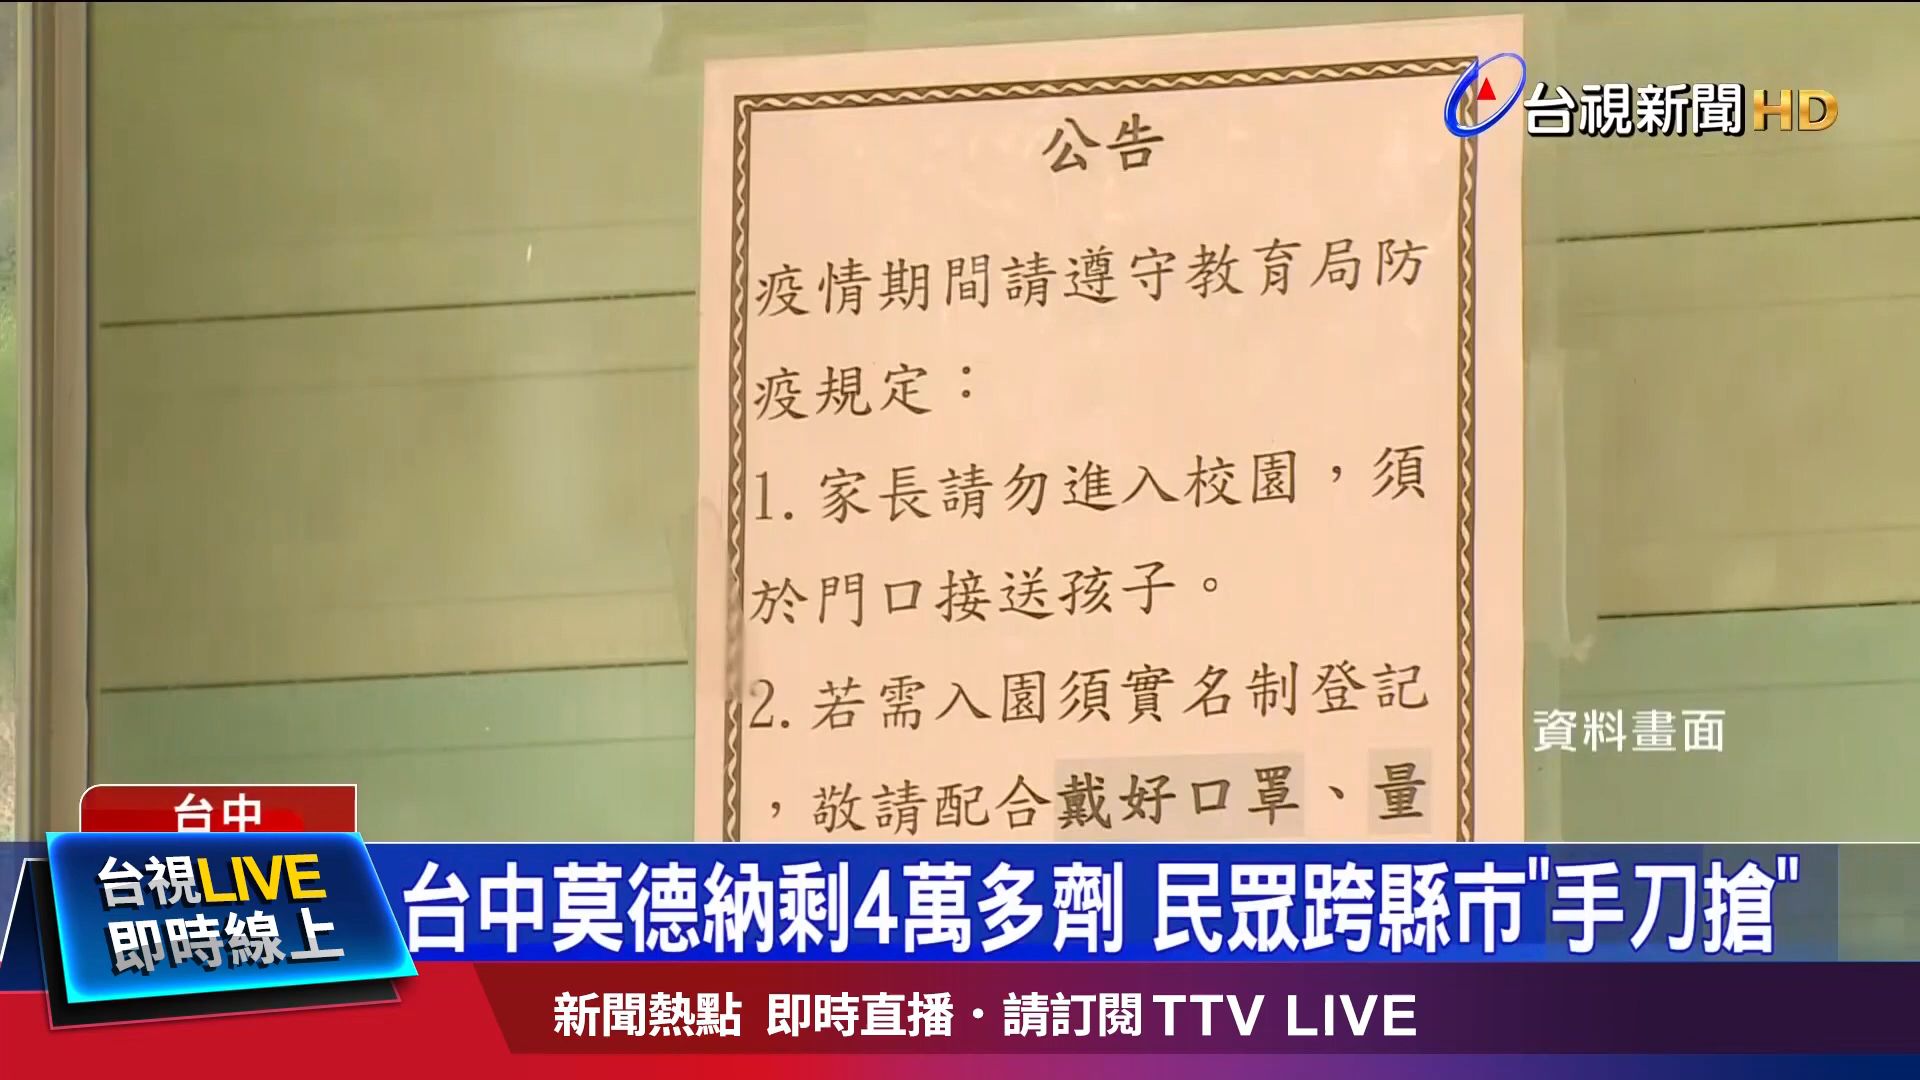 台視新聞HD
公告
疫情期間請遵守教育局防
疫規定：
1. 家長請勿進入校園，須
於門口接送孩子。
2. 若需入園須實名制登記
，敬請配合戴好口罩、量
資料畫面
台中
台視LIVE
即時線上
台中莫德納剩4萬多劑 民眾跨縣市"手刀搶"
新聞熱點 即時直播・請訂閱TTV LIVE